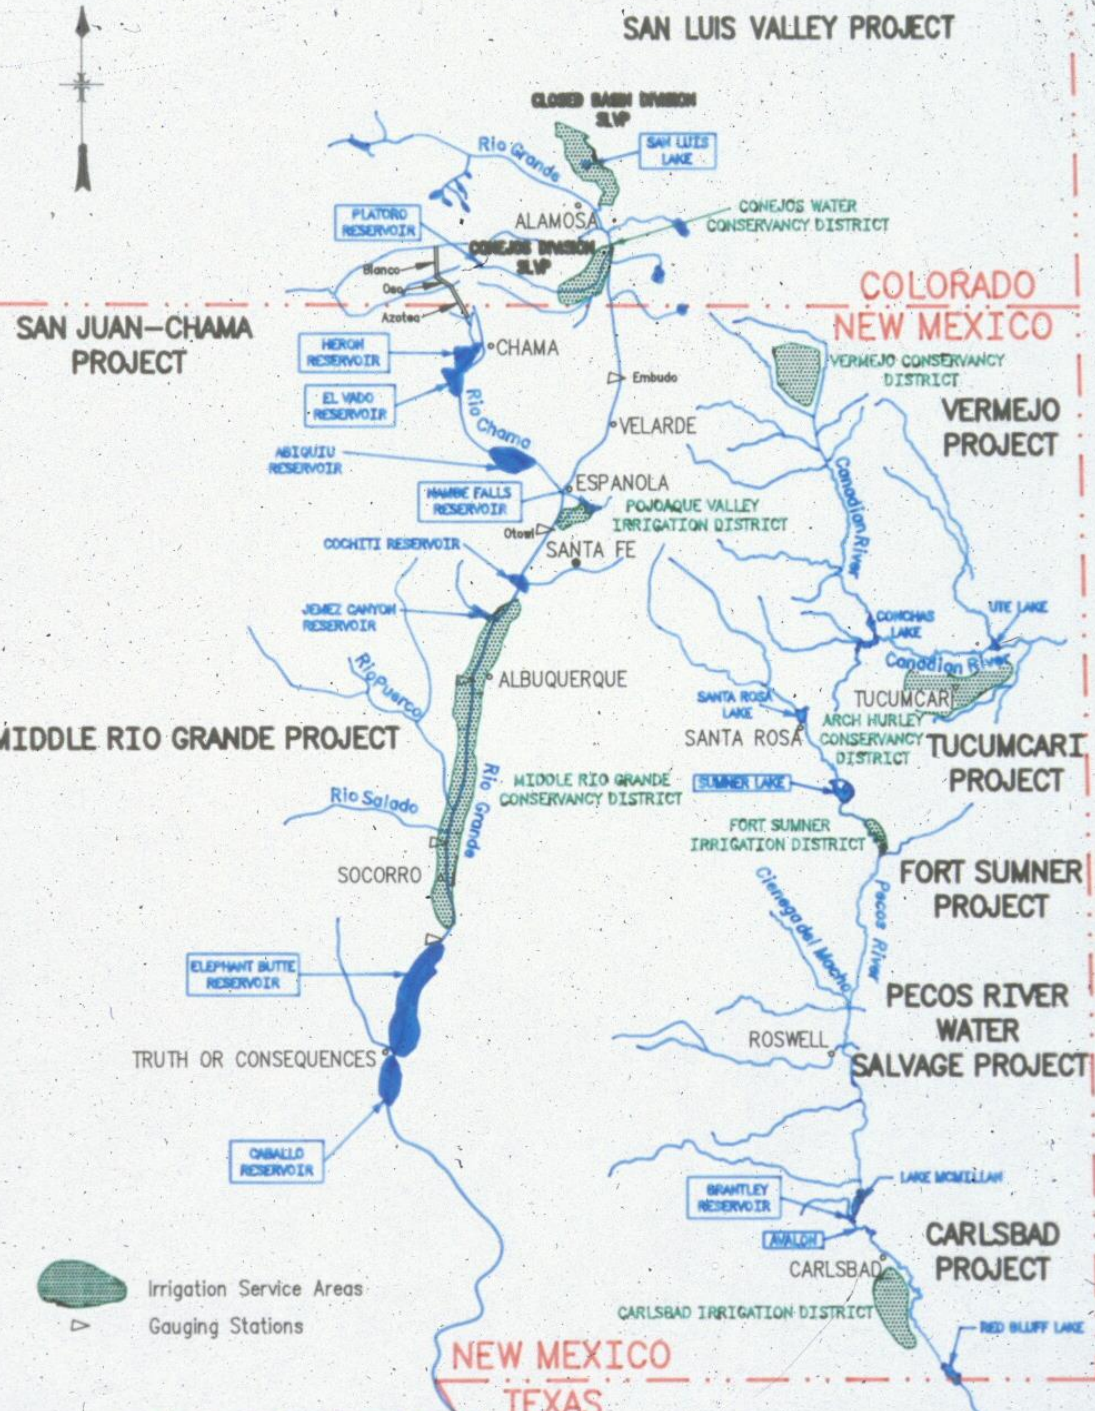 SAN LUIS VALLEY PROJECT
CLOSED BASIN DIVISION
SLVP
Rio Grande
SAN LUIS
LAKE
PLATORO
RESERVOIR
ALAMOSA
CONEJOS WATER
CONSERVANCY DISTRICT
CONEJOS DIVISION
SLVP
Blanco
Oso
Azotea
COLORADO
NEW MEXICO
SAN JUAN-CHAMA
PROJECT
HERON
RESERVOIR
CHAMA
VERMEJO CONSERVANCY
DISTRICT
EL VADO
RESERVOIR
Embudo
Rio Chama
VELARDE
VERMEJO
PROJECT
ABIQUIU
RESERVOIR
Canadian River
NAMBE FALLS
RESERVOIR
ESPANOLA
POJOAQUE VALLEY
IRRIGATION DISTRICT
Otowi
COCHITI RESERVOIR
SANTA FE
JEMEZ CANYON
RESERVOIR
CONCHAS
LAKE
UTE LAKE
Canadian River
Rio Puerco
ALBUQUERQUE
TUCUMCARI
SANTA ROSA
LAKE
SANTA ROSA
ARCH HURLEY
CONSERVANCY
DISTRICT
MIDDLE RIO GRANDE PROJECT
TUCUMCARI
PROJECT
Rio Salado
Rio Grande
MIDDLE RIO GRANDE
CONSERVANCY DISTRICT
SUMNER LAKE
FORT SUMNER
IRRIGATION DISTRICT
SOCORRO
FORT SUMNER
PROJECT
Cienega del Macho
Pecos River
ELEPHANT BUTTE
RESERVOIR
PECOS RIVER
WATER
SALVAGE PROJECT
ROSWELL
TRUTH OR CONSEQUENCES
CABALLO
RESERVOIR
BRANTLEY
RESERVOIR
LAKE MCMILLAN
AVALON
CARLSBAD
PROJECT
CARLSBAD
Irrigation Service Areas
Gauging Stations
CARLSBAD IRRIGATION DISTRICT
RED BLUFF LAKE
NEW MEXICO
TEXAS